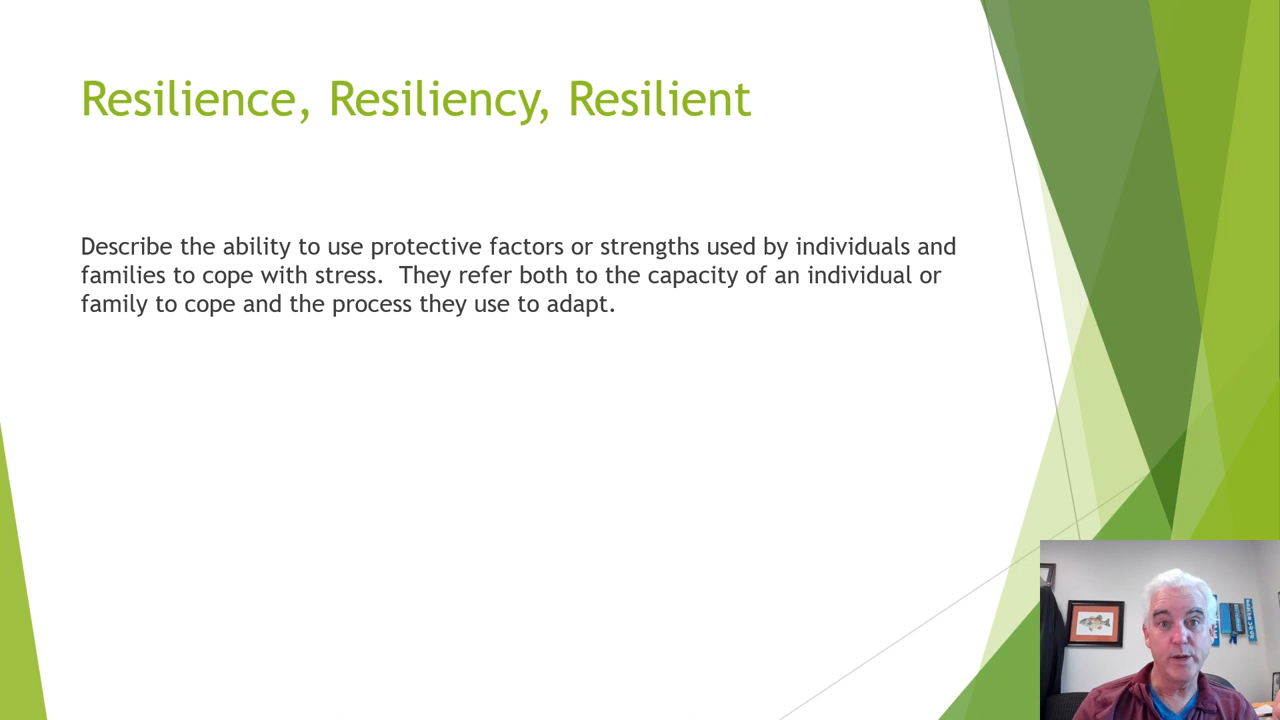 Resilience, Resiliency, Resilient
Describe the ability to use protective factors or strengths used by individuals and
families to cope with stress.  They refer both to the capacity of an individual or
family to cope and the process they use to adapt.